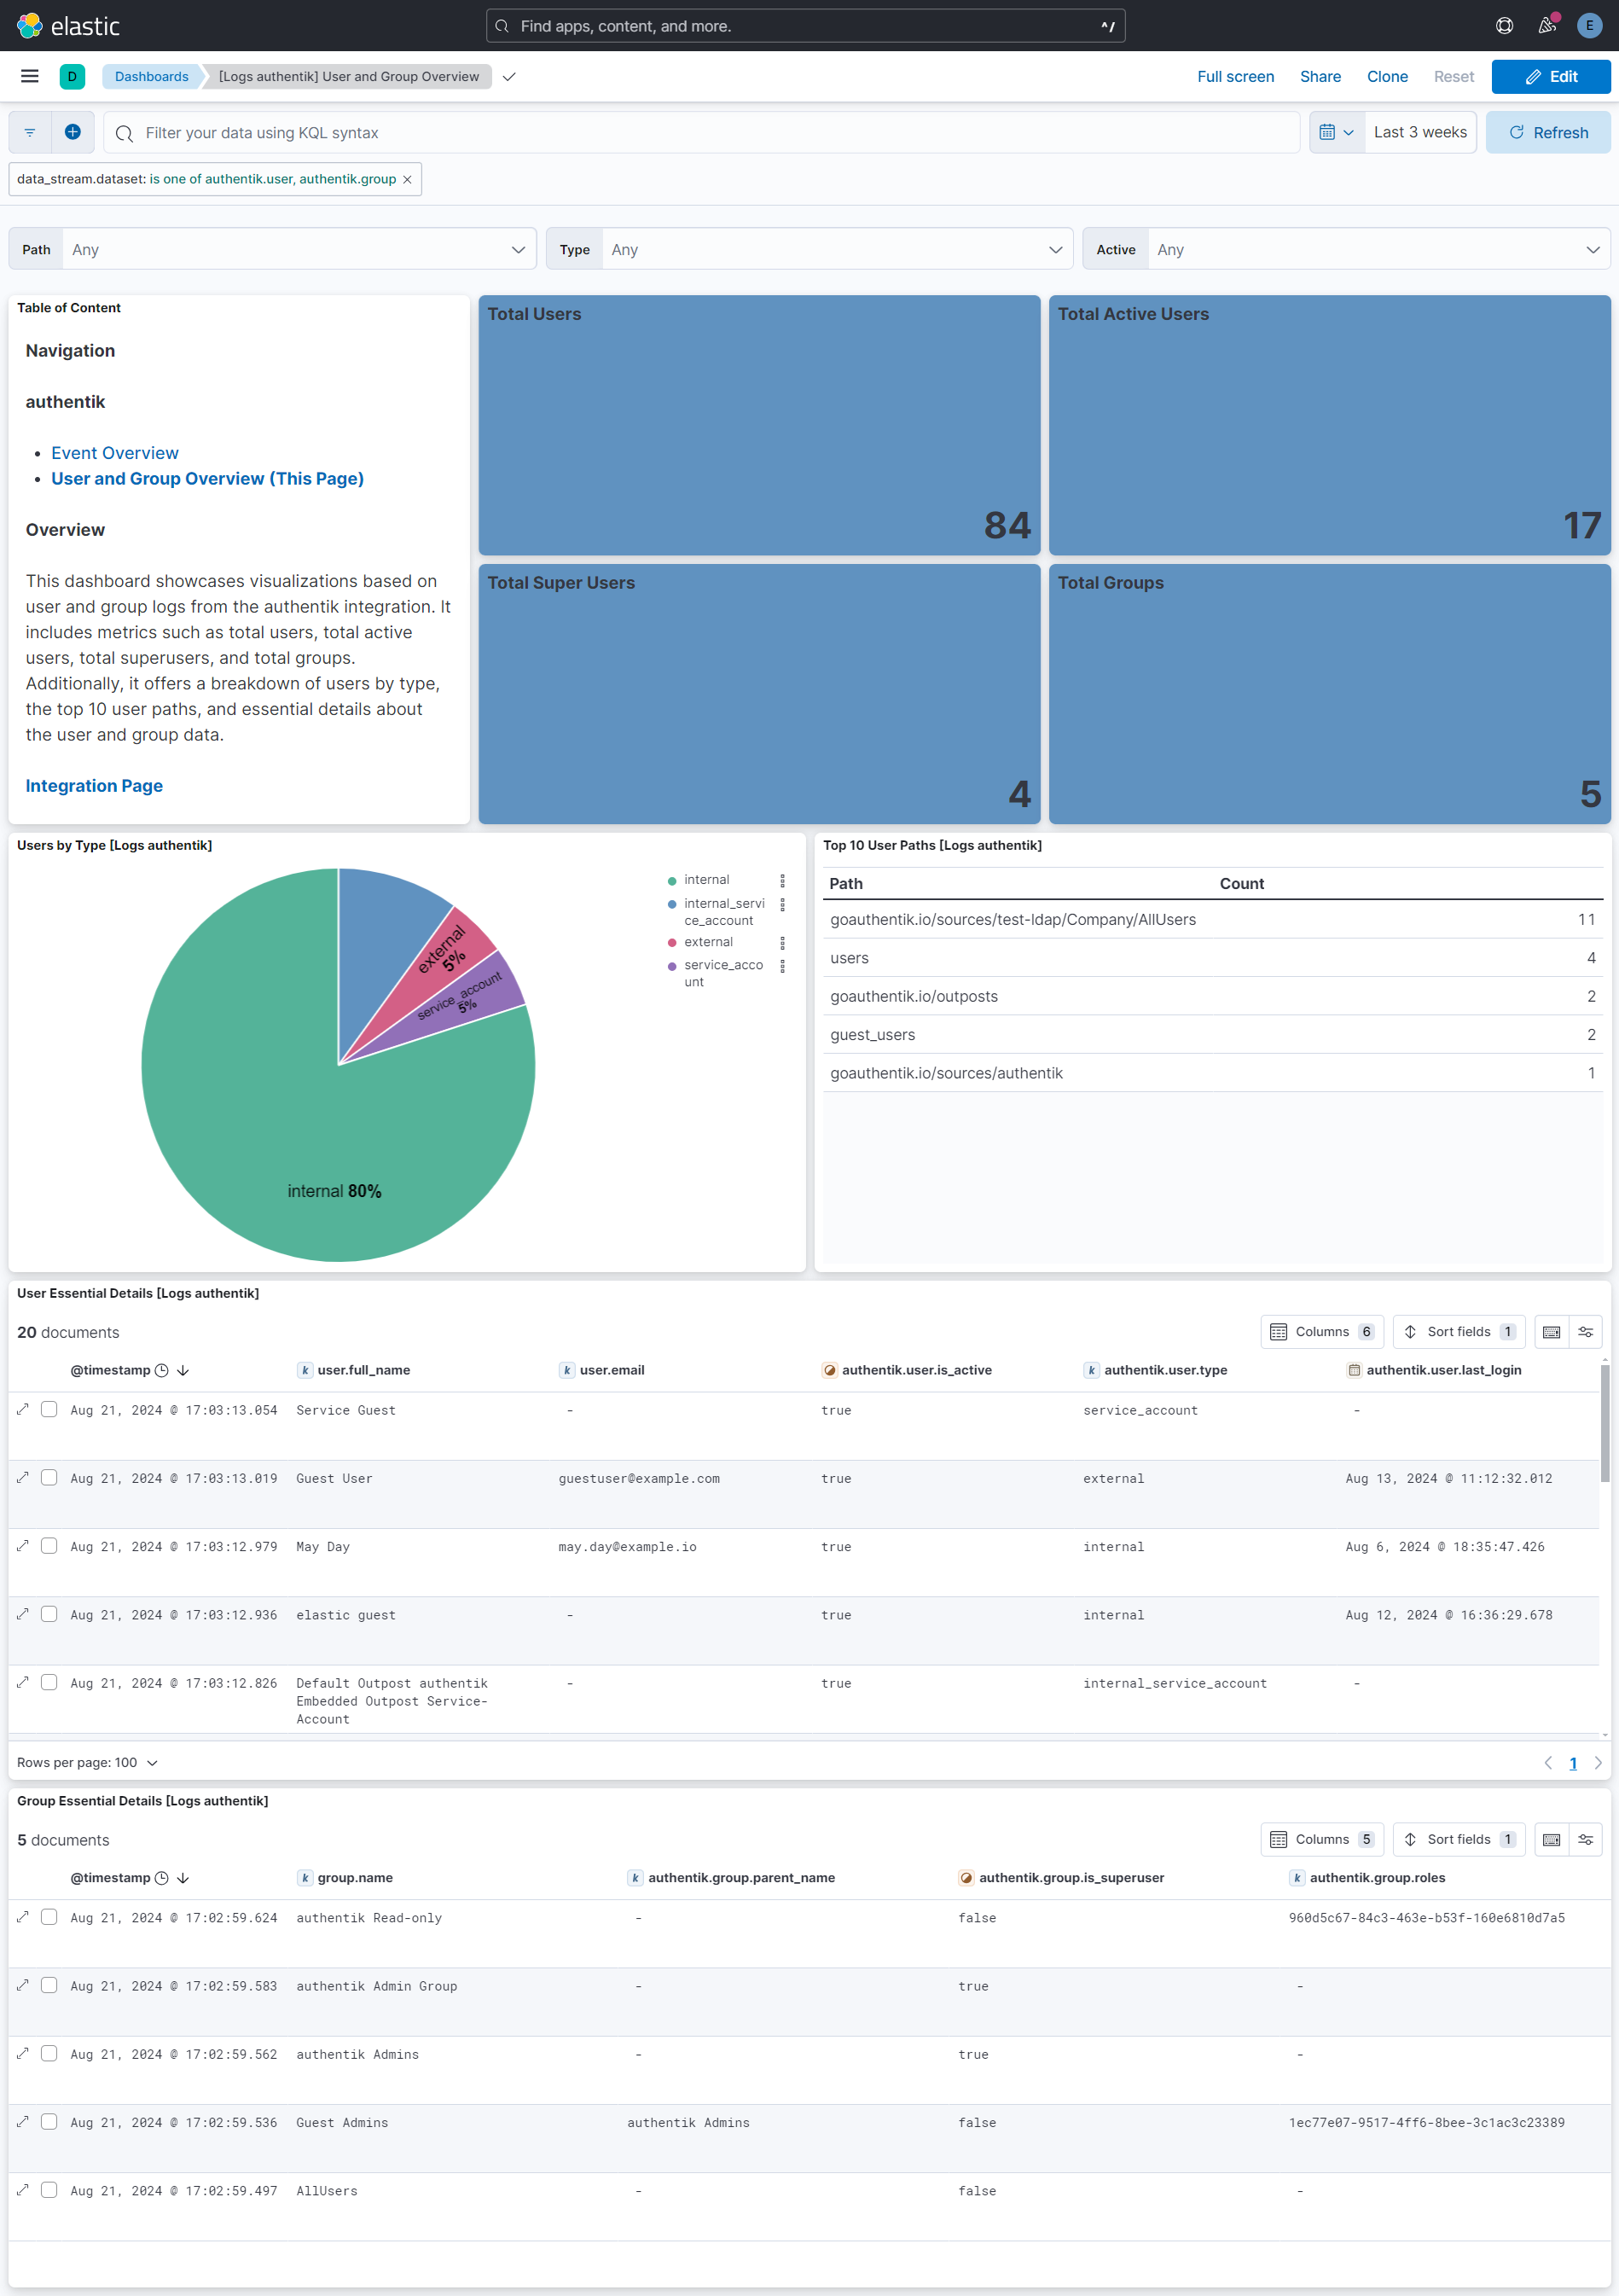 elastic
Find apps, content, and more.
^/
E
D
Dashboards
[Logs authentik] User and Group Overview
Full screen
Share
Clone
Reset
Edit
Filter your data using KQL syntax
Last 3 weeks
Refresh
data_stream.dataset: is one of authentik.user, authentik.group
Path Any
Type Any
Active Any
Table of Content
Navigation
authentik
• Event Overview
• User and Group Overview (This Page)
Overview
This dashboard showcases visualizations based on
user and group logs from the authentik integration. It
includes metrics such as total users, total active
users, total superusers, and total groups.
Additionally, it offers a breakdown of users by type,
the top 10 user paths, and essential details about
the user and group data.
Integration Page
Total Users
84
Total Active Users
17
Total Super Users
4
Total Groups
5
Users by Type [Logs authentik]
external
5%
service_account
5%
internal 80%
internal
internal_servi
ce_account
external
service_acco
unt
Top 10 User Paths [Logs authentik]
Path Count
goauthentik.io/sources/test-ldap/Company/AllUsers 11
users 4
goauthentik.io/outposts 2
guest_users 2
goauthentik.io/sources/authentik 1
User Essential Details [Logs authentik]
20 documents
Columns 6
Sort fields 1
@timestamp k user.full_name k user.email authentik.user.is_active k authentik.user.type authentik.user.last_login
Aug 21, 2024 @ 17:03:13.054 Service Guest - true service_account -
Aug 21, 2024 @ 17:03:13.019 Guest User guestuser@example.com true external Aug 13, 2024 @ 11:12:32.012
Aug 21, 2024 @ 17:03:12.979 May Day may.day@example.io true internal Aug 6, 2024 @ 18:35:47.426
Aug 21, 2024 @ 17:03:12.936 elastic guest - true internal Aug 12, 2024 @ 16:36:29.678
Aug 21, 2024 @ 17:03:12.826 Default Outpost authentik - true internal_service_account -
Embedded Outpost Service-
Account
Rows per page: 100
1
Group Essential Details [Logs authentik]
5 documents
Columns 5
Sort fields 1
@timestamp k group.name k authentik.group.parent_name authentik.group.is_superuser k authentik.group.roles
Aug 21, 2024 @ 17:02:59.624 authentik Read-only - false 960d5c67-84c3-463e-b53f-160e6810d7a5
Aug 21, 2024 @ 17:02:59.583 authentik Admin Group - true -
Aug 21, 2024 @ 17:02:59.562 authentik Admins - true -
Aug 21, 2024 @ 17:02:59.536 Guest Admins authentik Admins false 1ec77e07-9517-4ff6-8bee-3c1ac3c23389
Aug 21, 2024 @ 17:02:59.497 AllUsers - false -